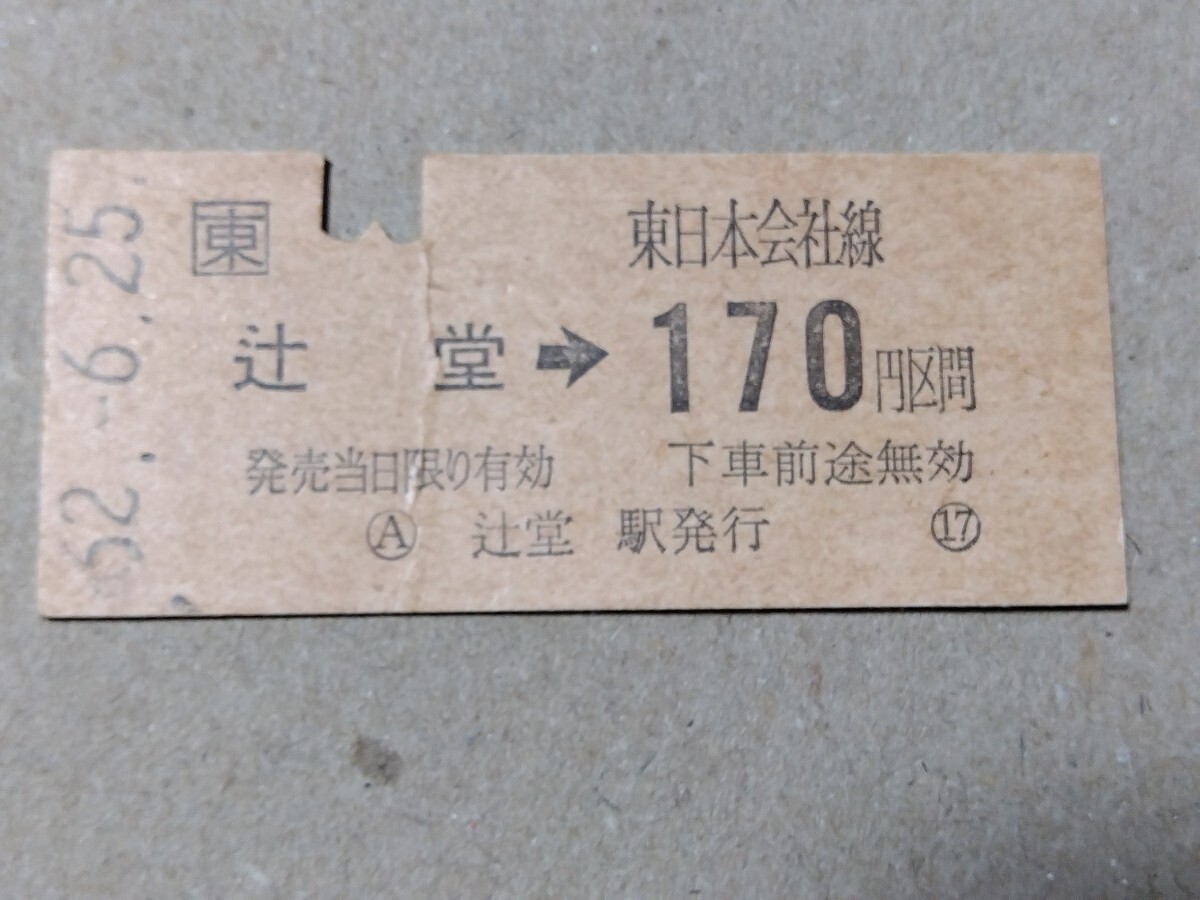 62.-6.25.
東
東日本会社線
辻堂➡170円区間
発売当日限り有効 下車前途無効
Ⓐ 辻堂 駅発行 ⑰